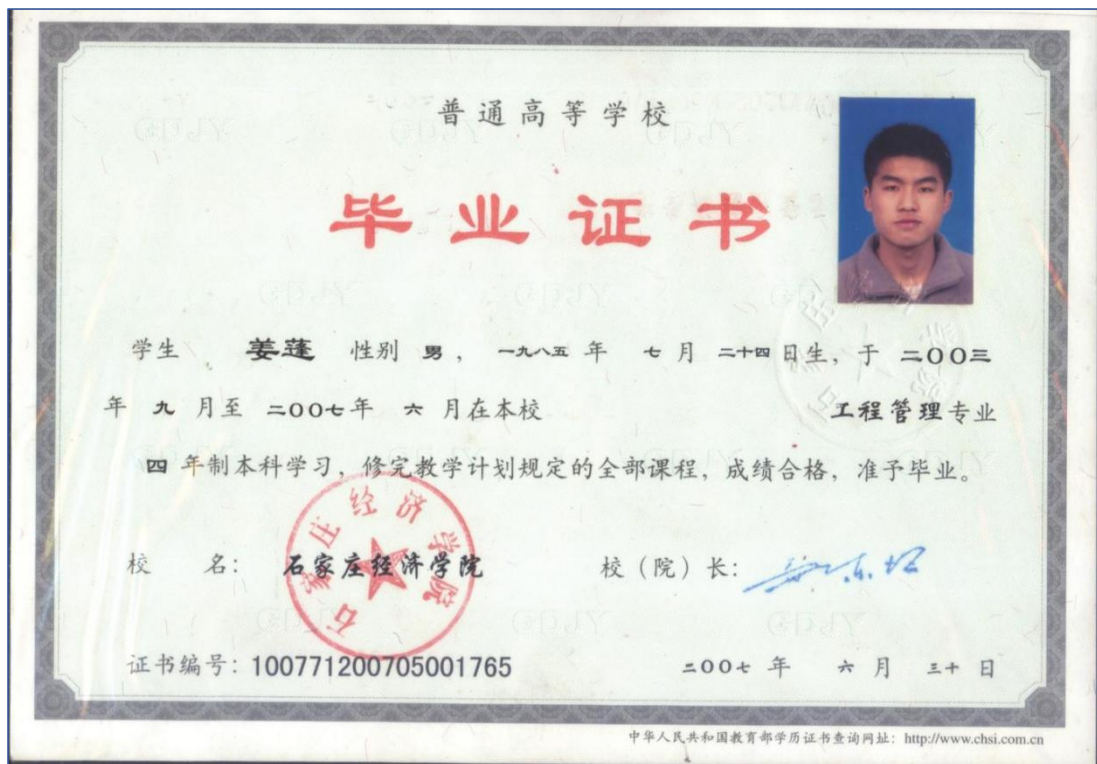 普通高等学校
毕业证书
学生 姜蓬 性别 男, 一九八五 年 七 月 二十四 日生, 于 二OO三
年 九 月至 二OO七年 六 月在本校 工程管理专业
四 年制本科学习, 修完教学计划规定的全部课程, 成绩合格, 准予毕业。
石家庄经济学院
校 名: 石家庄经济学院 校(院)长:
证书编号: 100771200705001765 二OO七 年 六 月 三十 日
中华人民共和国教育部学历证书查询网址: http://www.chsi.com.cn